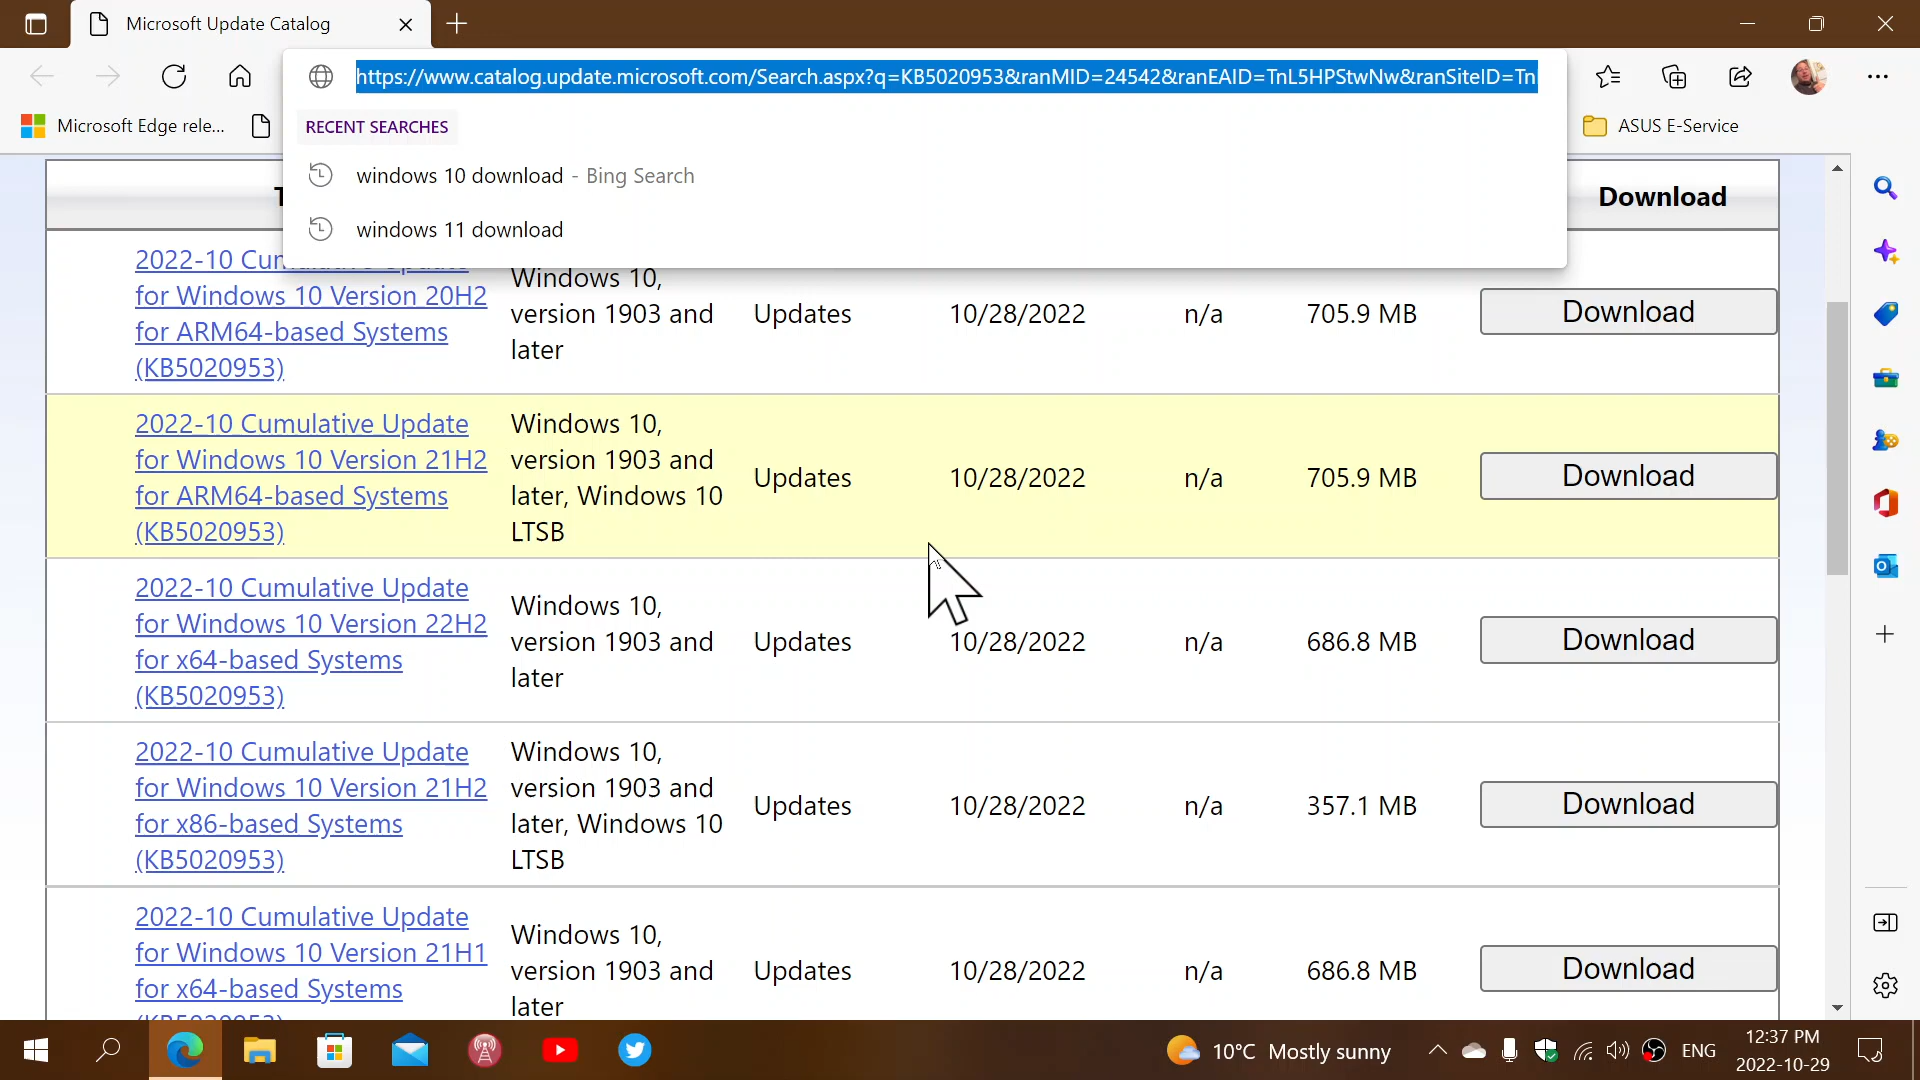 Microsoft Update Catalog
https://www.catalog.update.microsoft.com/Search.aspx?q=KB5020953&ranMID=24542&ranEAID=TnL5HPStwNw&ranSiteID=Tn
Microsoft Edge rele...
RECENT SEARCHES
ASUS E-Service
windows 10 download - Bing Search
windows 11 download
Download
2022-10 Cumulative Update
for Windows 10 Version 20H2
for ARM64-based Systems
(KB5020953)
Windows 10,
version 1903 and
later
Updates
10/28/2022
n/a
705.9 MB
Download
2022-10 Cumulative Update
for Windows 10 Version 21H2
for ARM64-based Systems
(KB5020953)
Windows 10,
version 1903 and
later, Windows 10
LTSB
Updates
10/28/2022
n/a
705.9 MB
Download
2022-10 Cumulative Update
for Windows 10 Version 22H2
for x64-based Systems
(KB5020953)
Windows 10,
version 1903 and
later
Updates
10/28/2022
n/a
686.8 MB
Download
2022-10 Cumulative Update
for Windows 10 Version 21H2
for x86-based Systems
(KB5020953)
Windows 10,
version 1903 and
later, Windows 10
LTSB
Updates
10/28/2022
n/a
357.1 MB
Download
2022-10 Cumulative Update
for Windows 10 Version 21H1
for x64-based Systems
(KB5020953)
Windows 10,
version 1903 and
later
Updates
10/28/2022
n/a
686.8 MB
Download
10°C Mostly sunny
ENG
12:37 PM
2022-10-29